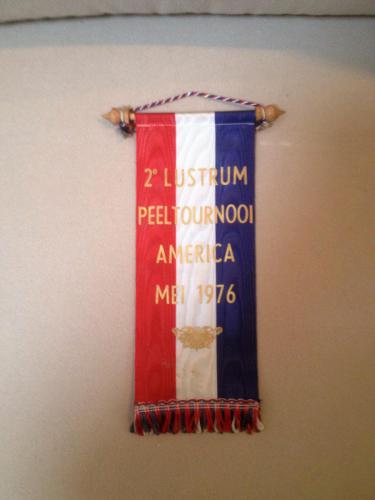 2e LUSTRUM
PEELTOURNOOI
AMERICA
MEI 1976